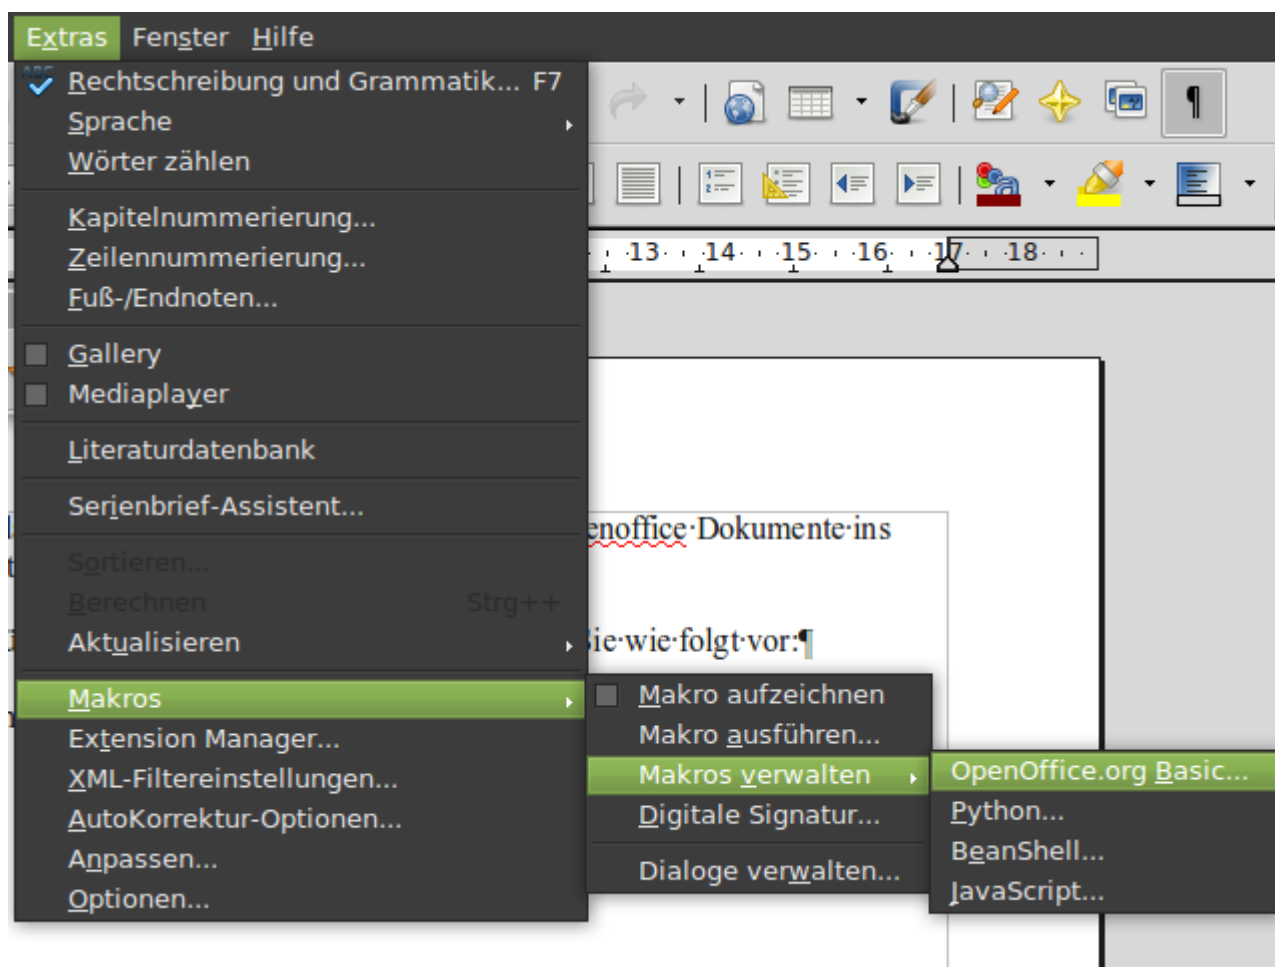 Extras Fenster Hilfe
Rechtschreibung und Grammatik... F7
Sprache
Wörter zählen
Kapitelnummerierung...
Zeilennummerierung...
Fuß-/Endnoten...
·13· ·14· ·15· ·16· ·17· ·18·
Gallery
Mediaplayer
Literaturdatenbank
Serienbrief-Assistent...
enoffice·Dokumente·ins
Sortieren...
Berechnen Strg++
Aktualisieren
ie·wie·folgt·vor:¶
Makros
Extension Manager...
XML-Filtereinstellungen...
AutoKorrektur-Optionen...
Anpassen...
Optionen...
Makro aufzeichnen
Makro ausführen...
Makros verwalten
Digitale Signatur...
Dialoge verwalten...
OpenOffice.org Basic...
Python...
BeanShell...
JavaScript...